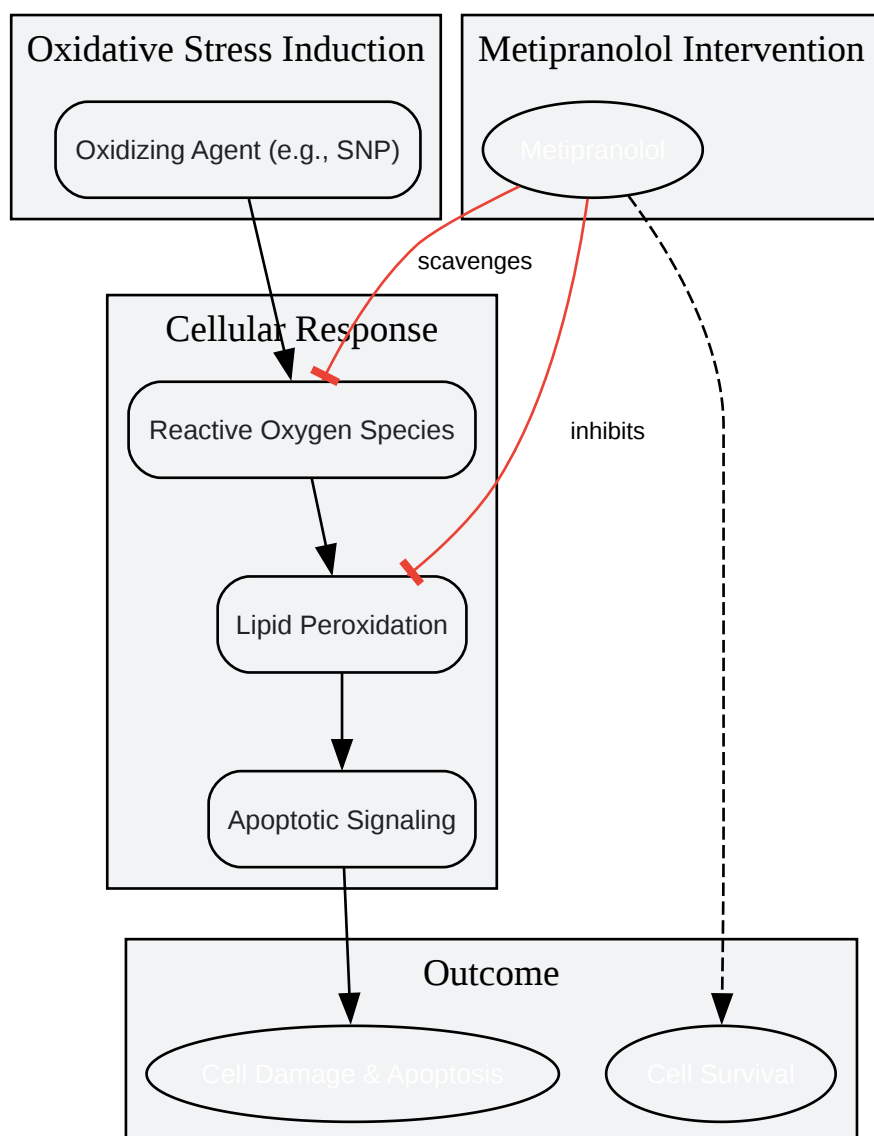 Oxidative Stress Induction
Metipranolol Intervention
Oxidizing Agent (e.g., SNP)
Metipranolol
scavenges
Cellular Response
Reactive Oxygen Species
inhibits
Lipid Peroxidation
Apoptotic Signaling
Outcome
Cell Damage & Apoptosis
Cell Survival